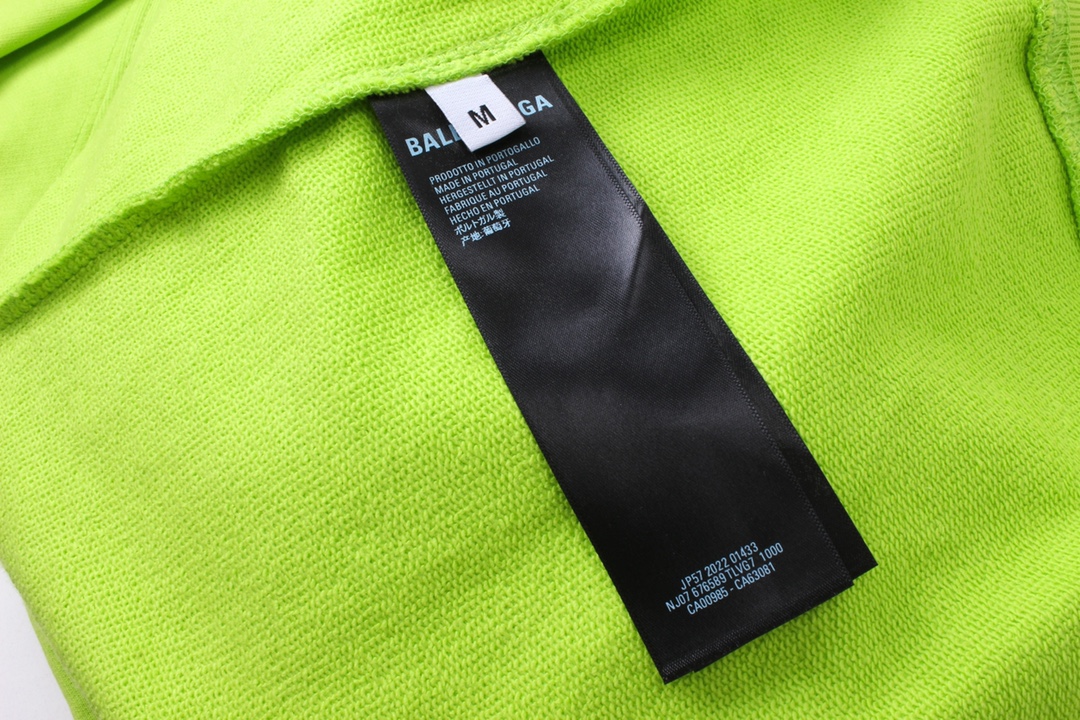 M
BAL GA
PRODOTTO IN PORTOGALLO
MADE IN PORTUGAL
HERGESTELLT IN PORTUGAL
FABRIQUE AU PORTUGAL
HECHO EN PORTUGAL
ポルトガル製
产地:葡萄牙
JP57 2022 01433
NJ07 676589 TLVG7 1000
CA00985 - CA63081